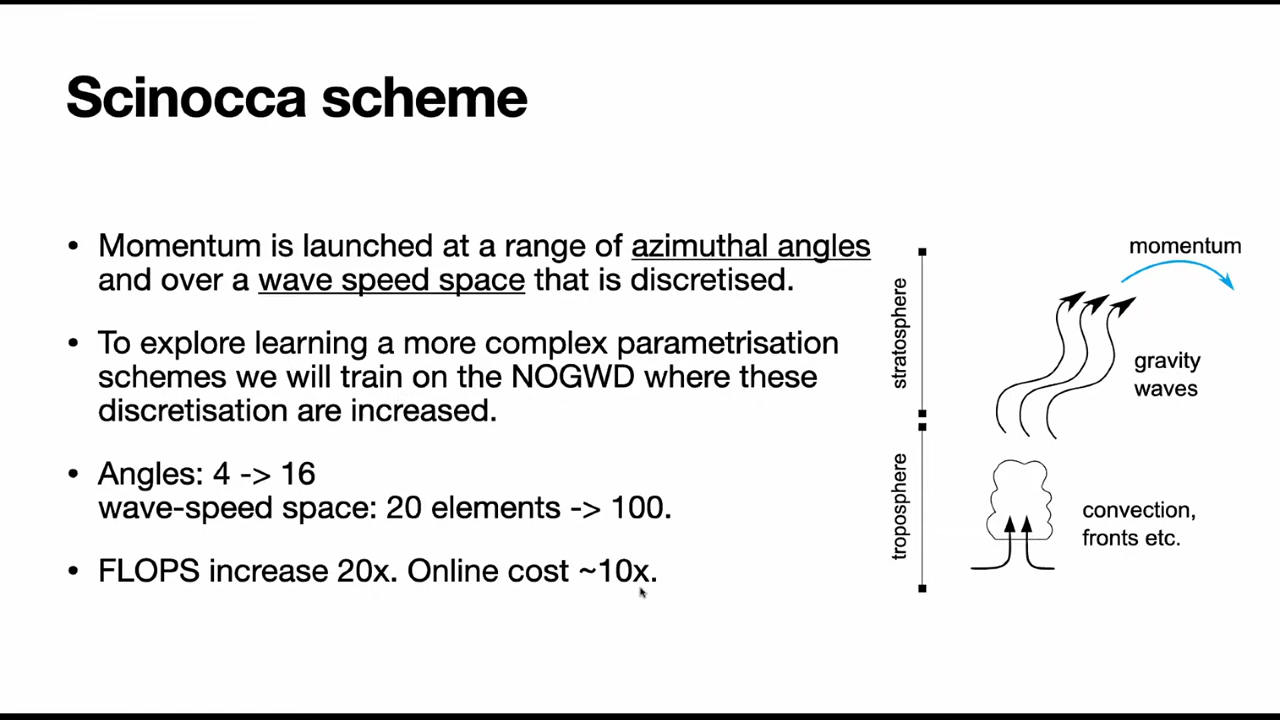 Scinocca scheme
• Momentum is launched at a range of azimuthal angles
and over a wave speed space that is discretised.
• To explore learning a more complex parametrisation
schemes we will train on the NOGWD where these
discretisation are increased.
• Angles: 4 -> 16
wave-speed space: 20 elements -> 100.
• FLOPS increase 20x. Online cost ~10x.
momentum
stratosphere
gravity
waves
troposphere
convection,
fronts etc.